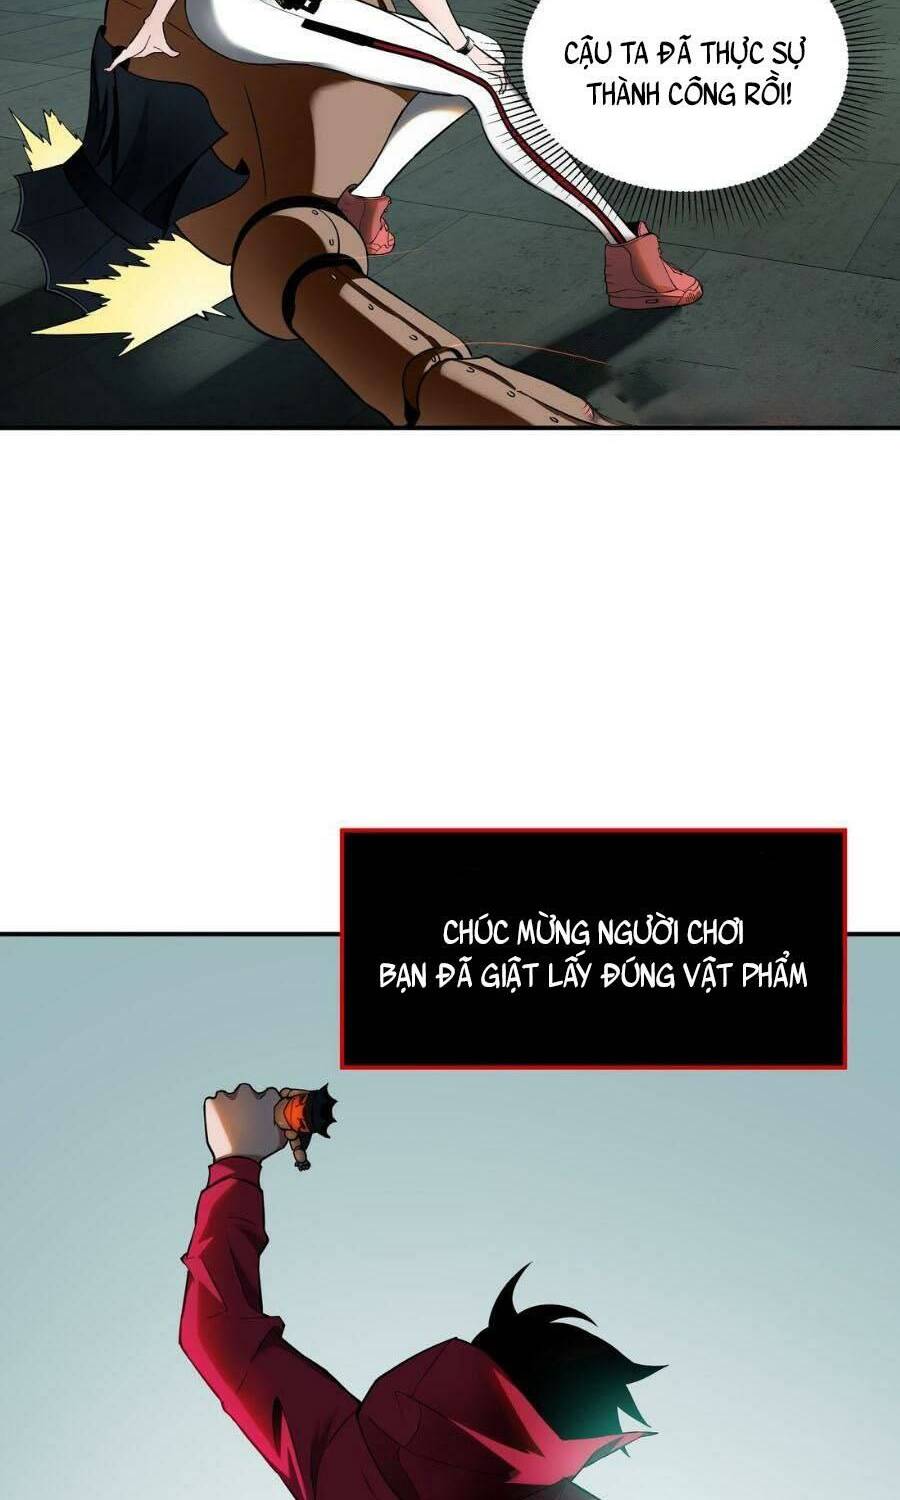 CẬU TA ĐÃ THỰC SỰ
THÀNH CÔNG RỒI!
CHÚC MỪNG NGƯỜI CHƠI
BẠN ĐÃ GIẬT LẤY ĐÚNG VẬT PHẨM